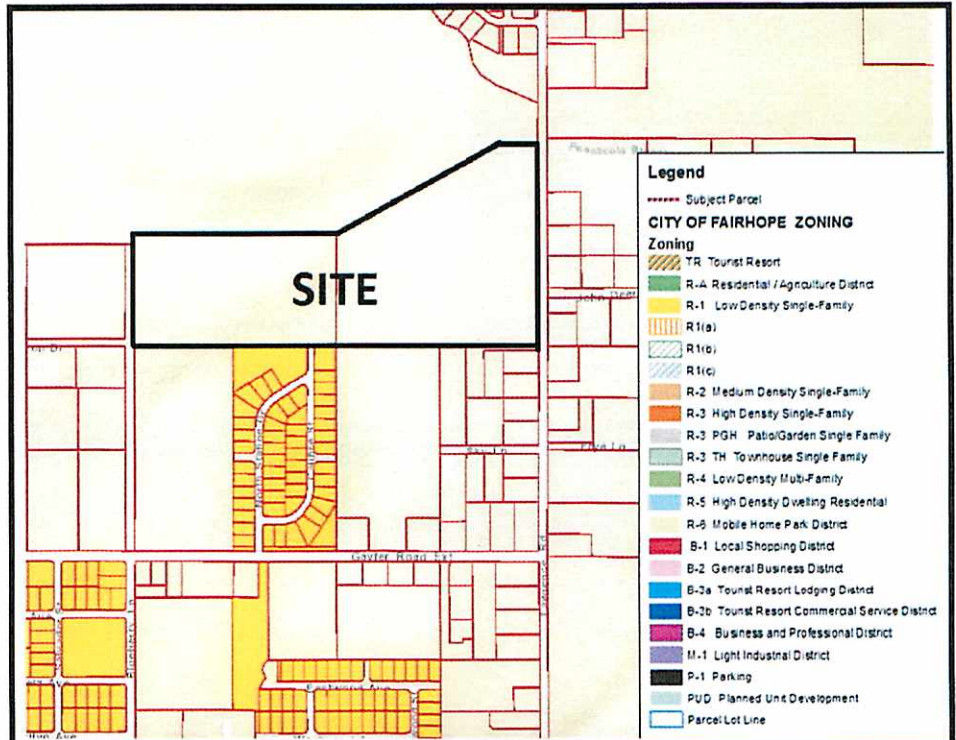 SITE
Gayfer Road Ext
Legend
Subject Parcel
CITY OF FAIRHOPE ZONING
Zoning
TR Tourist Resort
R-A Residential / Agriculture District
R-1 Low Density Single-Family
R1(a)
R1(b)
R1(c)
R-2 Medium Density Single-Family
R-3 High Density Single-Family
R-3 PGH Patio/Garden Single Family
R-3 TH Townhouse Single Family
R-4 Low Density Multi-Family
R-5 High Density Dwelling Residential
R-6 Mobile Home Park District
B-1 Local Shopping District
B-2 General Business District
B-3a Tourist Resort Lodging District
B-3b Tourist Resort Commercial Service District
B-4 Business and Professional District
M-1 Light Industrial District
P-1 Parking
PUD Planned Unit Development
Parcel Lot Line